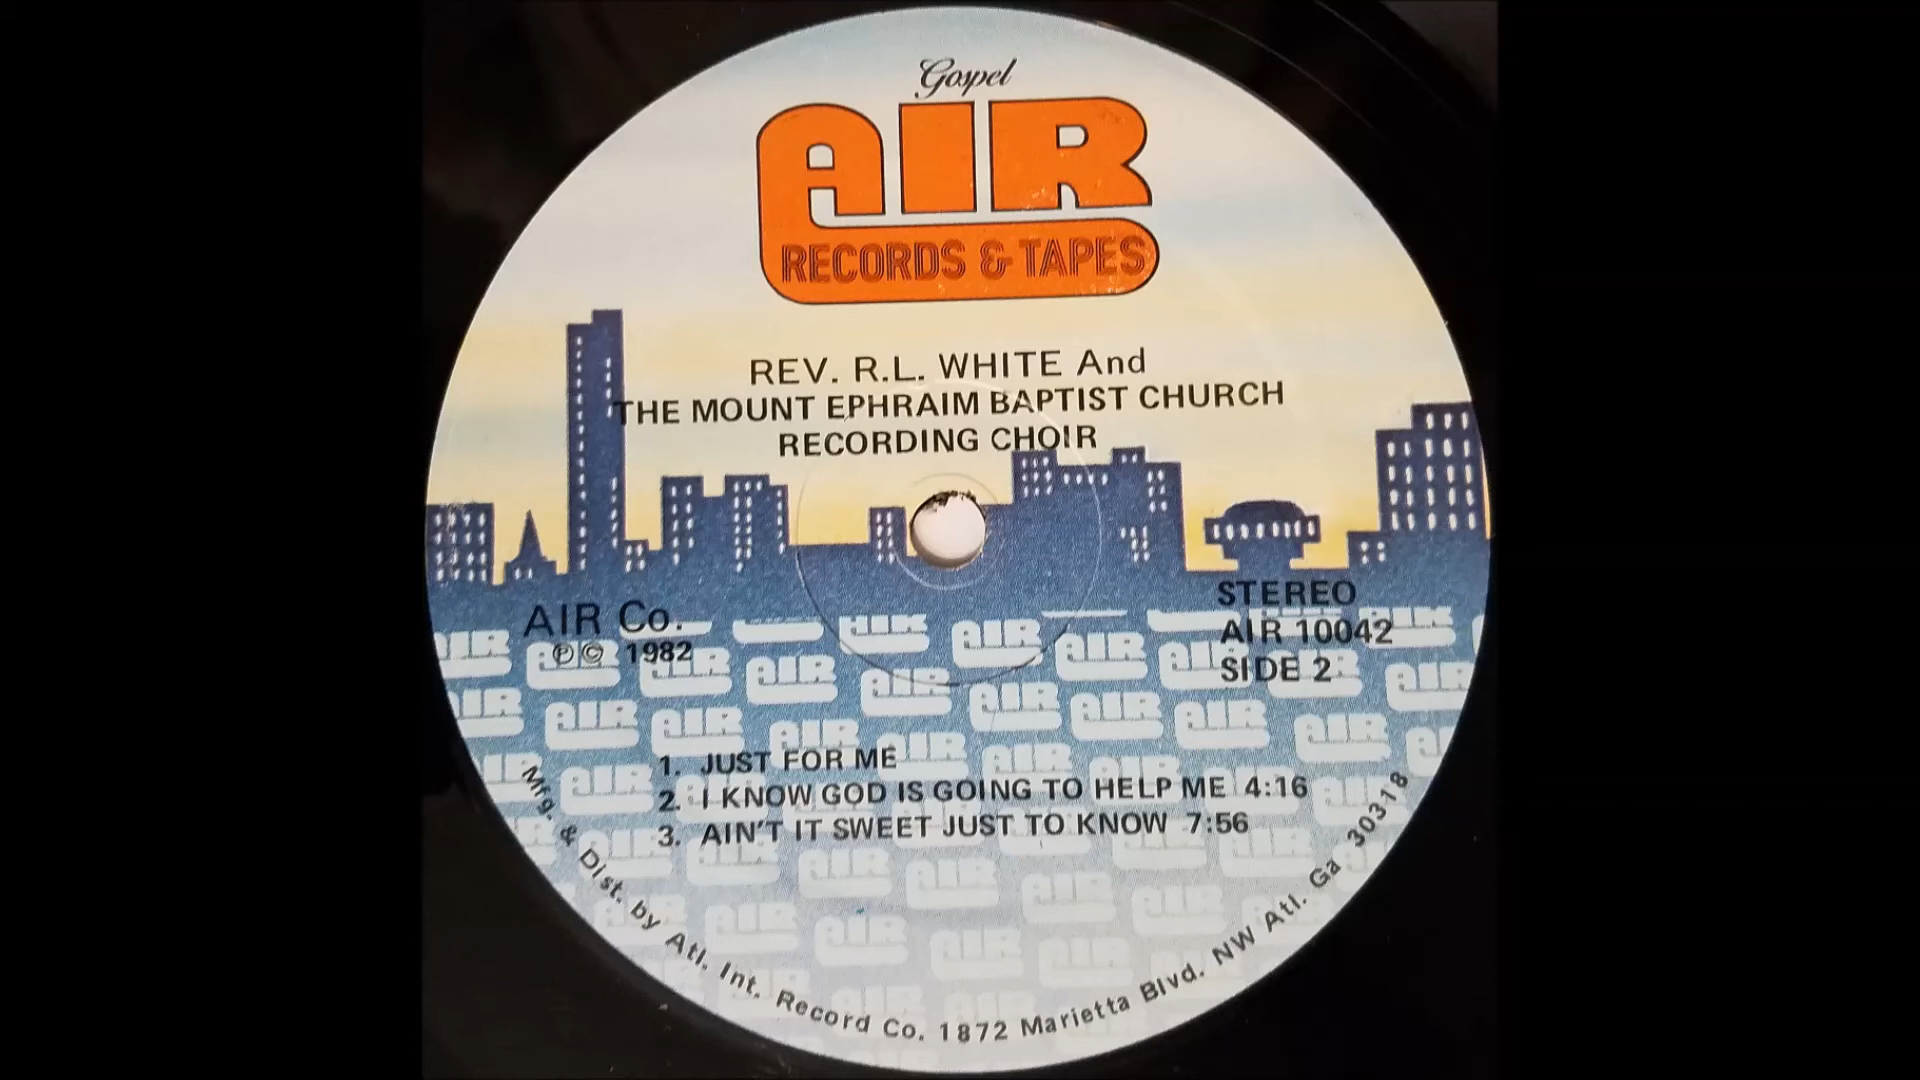 Gospel
AIR
RECORDS & TAPES
REV. R.L. WHITE And
THE MOUNT EPHRAIM BAPTIST CHURCH
RECORDING CHOIR
AIR Co.
Ⓟ © 1982
STEREO
AIR 10042
SIDE 2
1. JUST FOR ME
2. I KNOW GOD IS GOING TO HELP ME 4:16
3. AIN'T IT SWEET JUST TO KNOW 7:56
Mfg. & Dist. by Atl. Int. Record Co. 1872 Marietta Blvd. NW Atl. Ga 30318